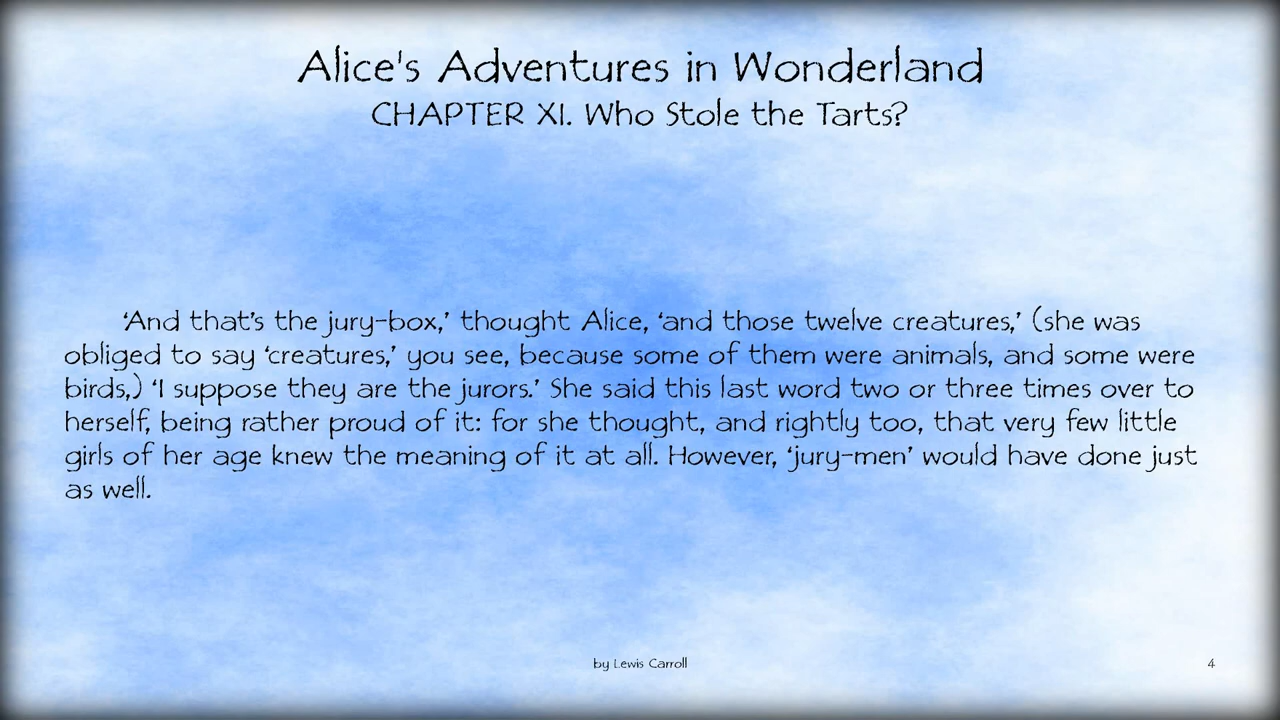 Alice's Adventures in Wonderland
CHAPTER XI. Who Stole the Tarts?
‘And that’s the jury-box,’ thought Alice, ‘and those twelve creatures,’ (she was
obliged to say ‘creatures,’ you see, because some of them were animals, and some were
birds,) ‘I suppose they are the jurors.’ She said this last word two or three times over to
herself, being rather proud of it: for she thought, and rightly too, that very few little
girls of her age knew the meaning of it at all. However, ‘jury-men’ would have done just
as well.
by Lewis Carroll
4